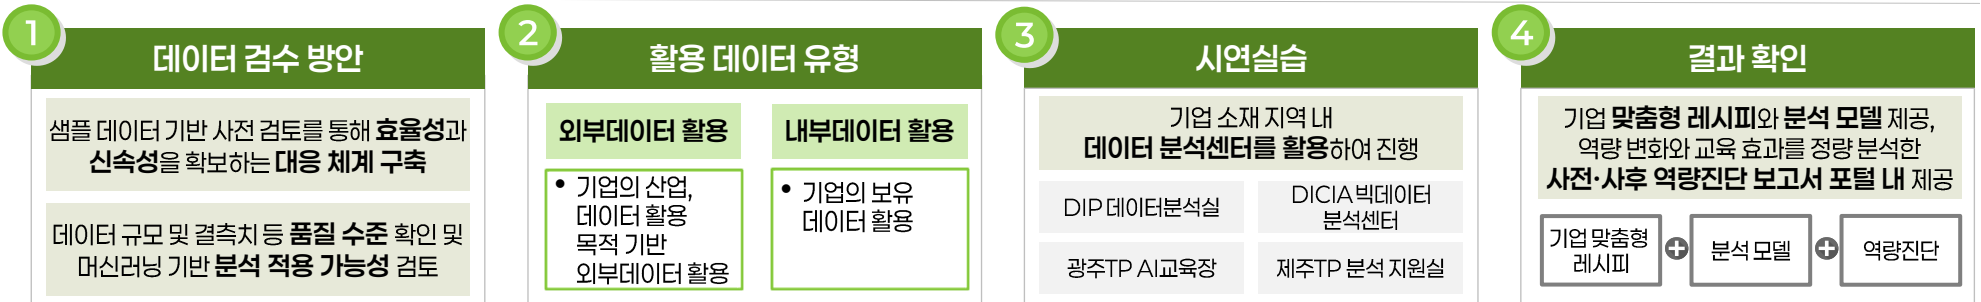 1
데이터 검수 방안
샘플 데이터 기반 사전 검토를 통해 효율성과
신속성을 확보하는 대응 체계 구축
데이터 규모 및 결측치 등 품질 수준 확인 및
머신러닝 기반 분석 적용 가능성 검토
2
활용 데이터 유형
외부데이터 활용
• 기업의 산업,
데이터 활용
목적 기반
외부데이터 활용
내부데이터 활용
• 기업의 보유
데이터 활용
3
시연실습
기업 소재 지역 내
데이터 분석센터를 활용하여 진행
DIP 데이터분석실
DICIA 빅데이터
분석센터
광주TP AI교육장
제주TP 분석 지원실
4
결과 확인
기업 맞춤형 레시피와 분석 모델 제공,
역량 변화와 교육 효과를 정량 분석한
사전·사후 역량진단 보고서 포털 내 제공
기업 맞춤형
레시피
+
분석 모델
+
역량진단